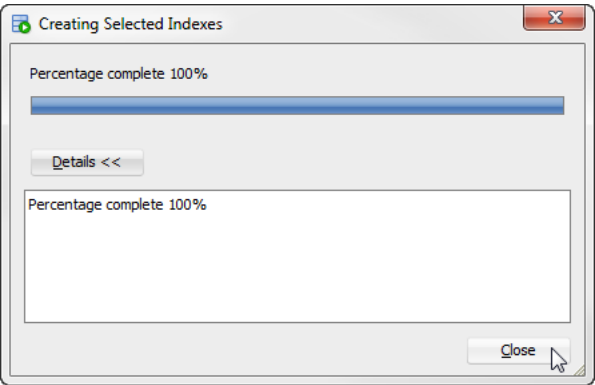 Creating Selected Indexes
Percentage complete 100%
Details <<
Percentage complete 100%
Close